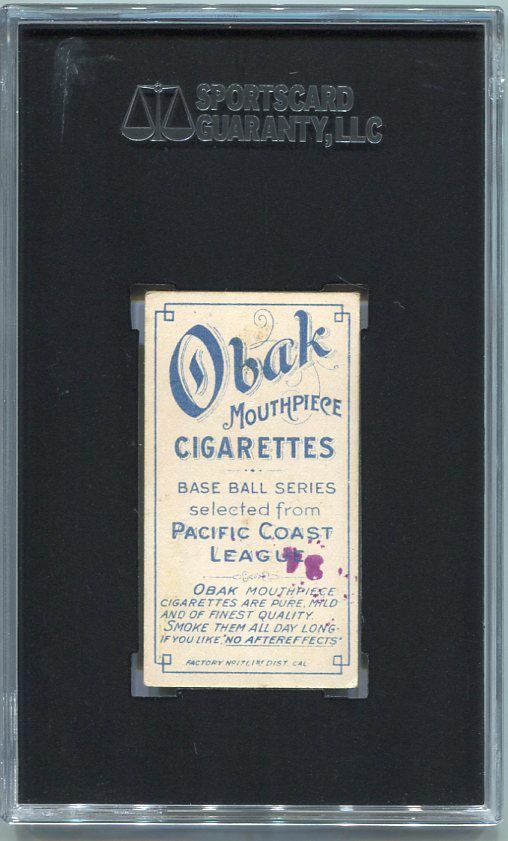 SPORTSCARD
GUARANTY, LLC
Obak
MOUTHPIECE
CIGARETTES
BASE BALL SERIES
selected from
PACIFIC COAST
LEAGUE
OBAK MOUTHPIECE
CIGARETTES ARE PURE, MILD
AND OF FINEST QUALITY.
SMOKE THEM ALL DAY LONG
IF YOU LIKE, "NO AFTEREFFECTS"
FACTORY No 17, 1ST DIST. CAL